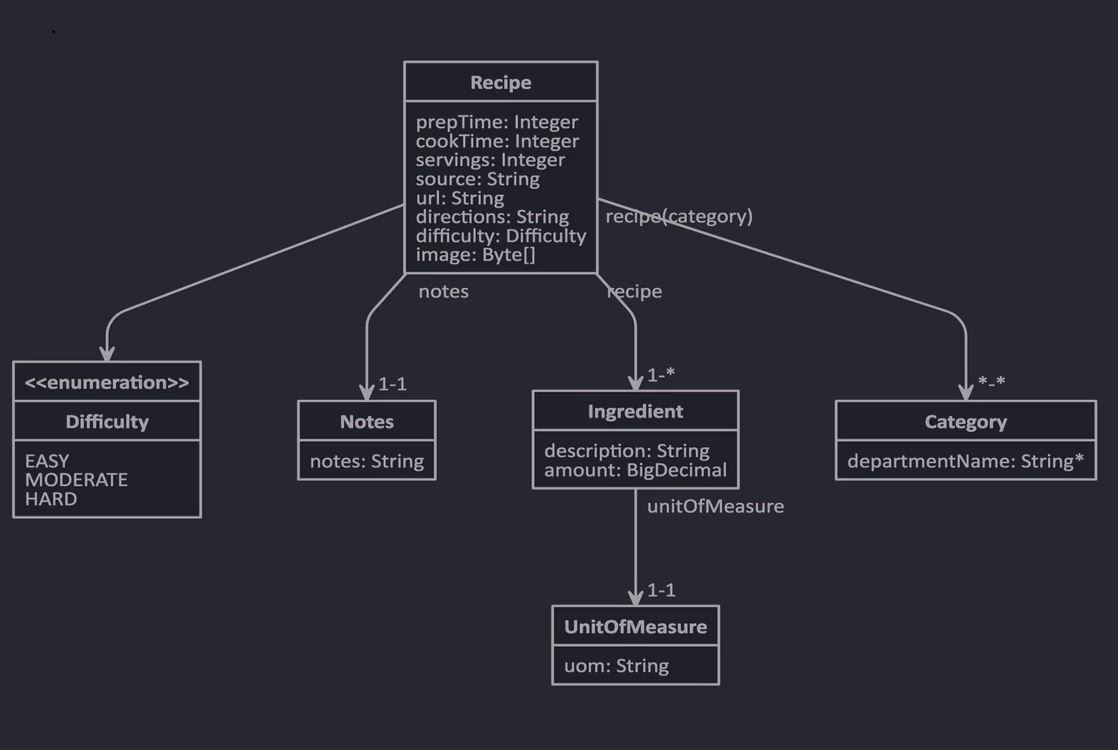 Recipe
prepTime: Integer
cookTime: Integer
servings: Integer
source: String
url: String
directions: String
difficulty: Difficulty
image: Byte[]
recipe(category)
notes
recipe
1-1
1-*
*-*
<<enumeration>>
Difficulty
EASY
MODERATE
HARD
Notes
notes: String
Ingredient
description: String
amount: BigDecimal
Category
departmentName: String*
unitOfMeasure
1-1
UnitOfMeasure
uom: String